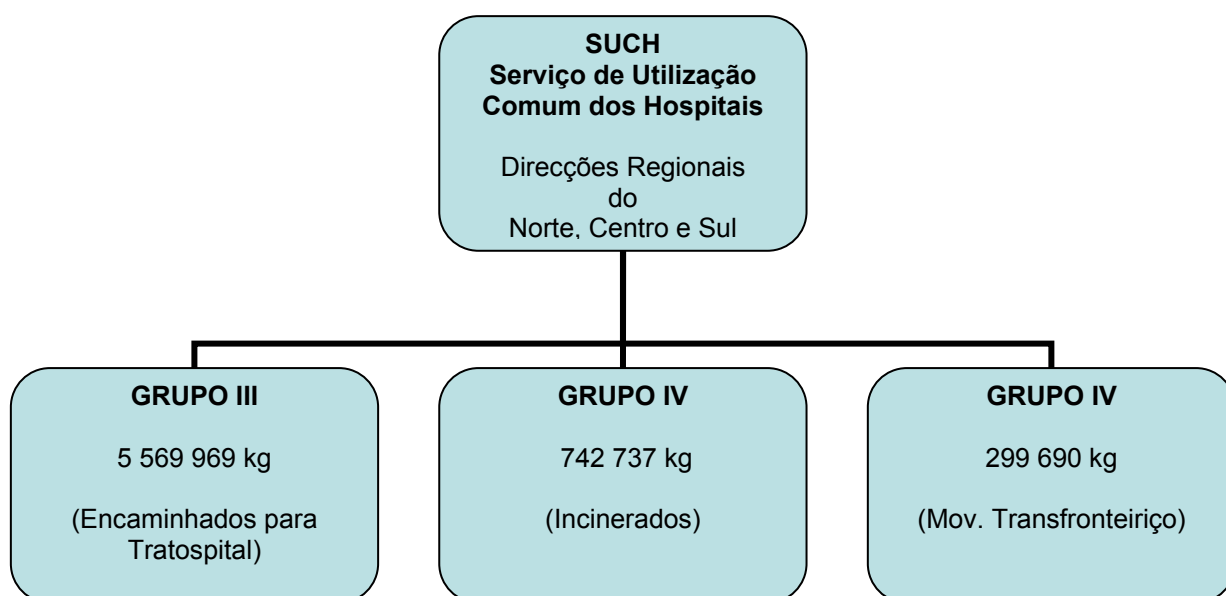 SUCH
Serviço de Utilização
Comum dos Hospitais
Direcções Regionais
do
Norte, Centro e Sul
GRUPO III
5 569 969 kg
(Encaminhados para
Tratospital)
GRUPO IV
742 737 kg
(Incinerados)
GRUPO IV
299 690 kg
(Mov. Transfronteiriço)